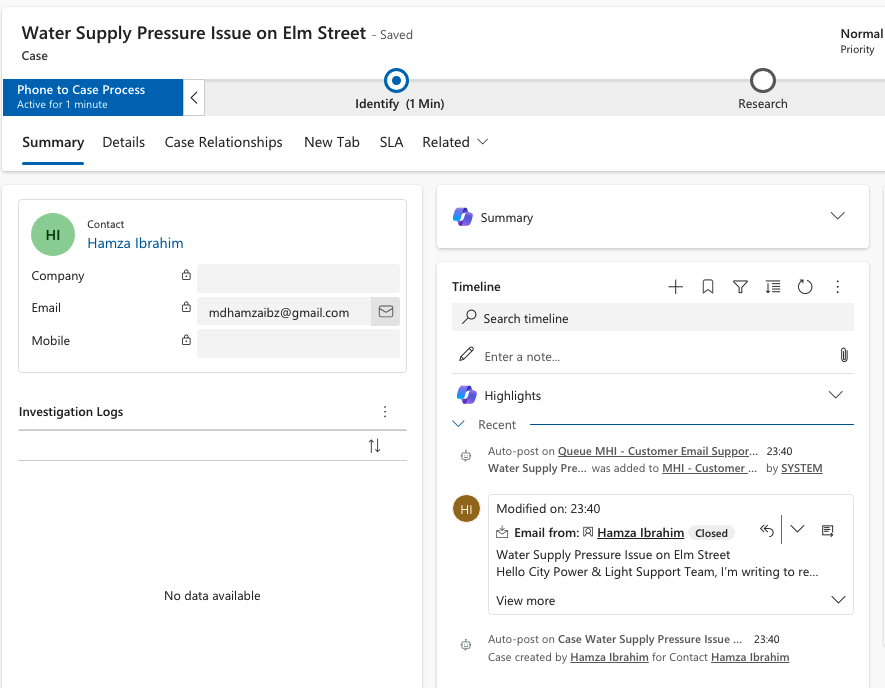 Water Supply Pressure Issue on Elm Street - Saved
Case
Normal
Priority
Phone to Case Process
Active for 1 minute
Identify (1 Min)
Research
Summary Details Case Relationships New Tab SLA Related
HI
Contact
Hamza Ibrahim
Company
Email mdhamzaibz@gmail.com
Mobile
Investigation Logs
No data available
Summary
Timeline
Search timeline
Enter a note...
Highlights
Recent
Auto-post on Queue MHI - Customer Email Suppor... 23:40
Water Supply Pre... was added to MHI - Customer ... by SYSTEM
HI
Modified on: 23:40
Email from: Hamza Ibrahim Closed
Water Supply Pressure Issue on Elm Street
Hello City Power & Light Support Team, I'm writing to re...
View more
Auto-post on Case Water Supply Pressure Issue ... 23:40
Case created by Hamza Ibrahim for Contact Hamza Ibrahim